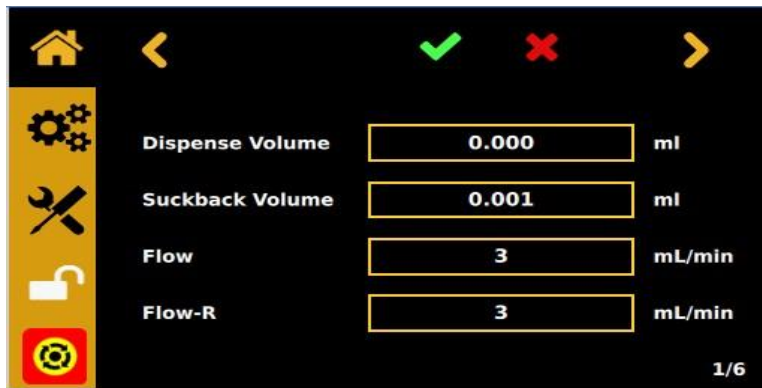 Dispense Volume 0.000 ml
Suckback Volume 0.001 ml
Flow 3 mL/min
Flow-R 3 mL/min
1/6